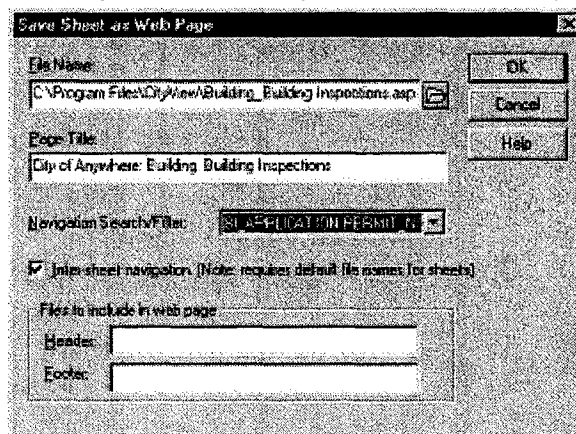 Save Sheet as Web Page
File Name:
C:\Program Files\CityView\Building_Building Inspections.asp
OK
Cancel
Help
Page Title:
City of Anywhere: Building: Building Inspections
Navigation Search/Filter:
APPLICATION PERMIT
Inter-sheet navigation. (Note: requires default file names for sheets)
Files to include in web page
Header:
Footer: